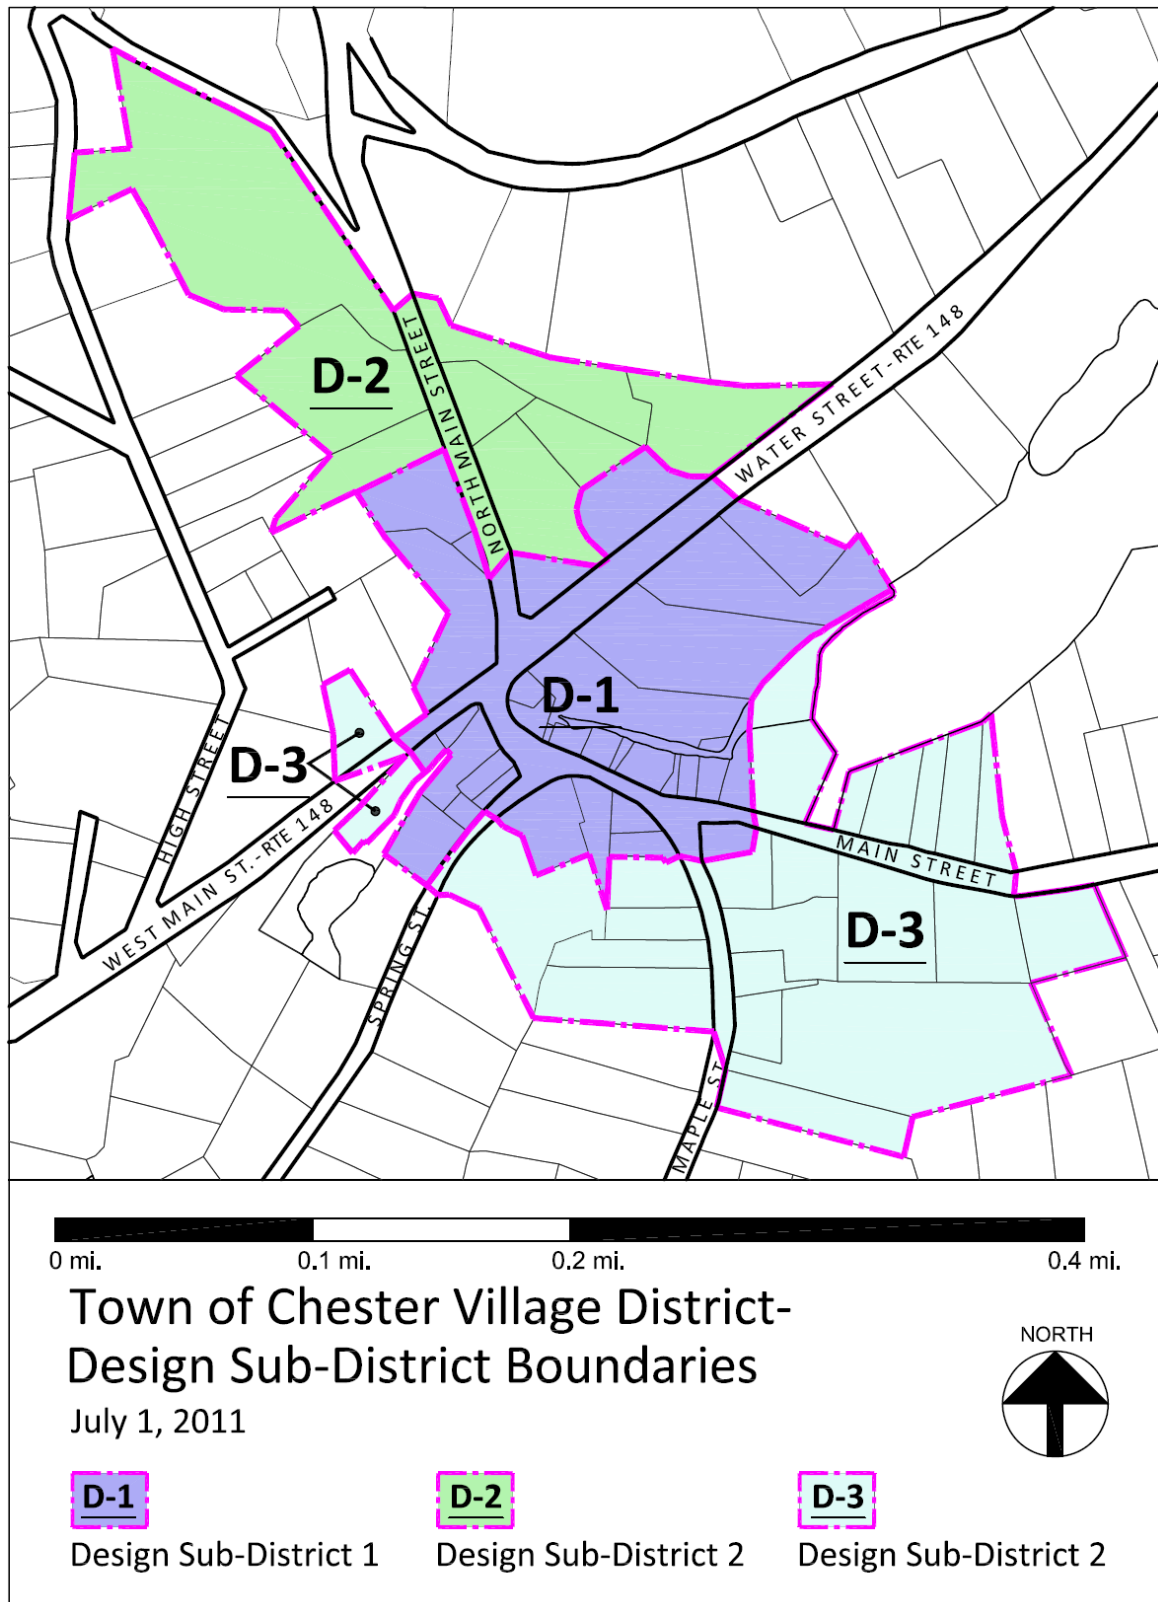 D-2
NORTH MAIN STREET
WATER STREET- RTE 148
D-1
D-3
HIGH STREET
WEST MAIN ST.- RTE 148
MAIN STREET
D-3
SPRING ST.
MAPLE ST.
0 mi.
0.1 mi.
0.2 mi.
0.4 mi.
Town of Chester Village District-
Design Sub-District Boundaries
July 1, 2011
NORTH
D-1
D-2
D-3
Design Sub-District 1
Design Sub-District 2
Design Sub-District 2